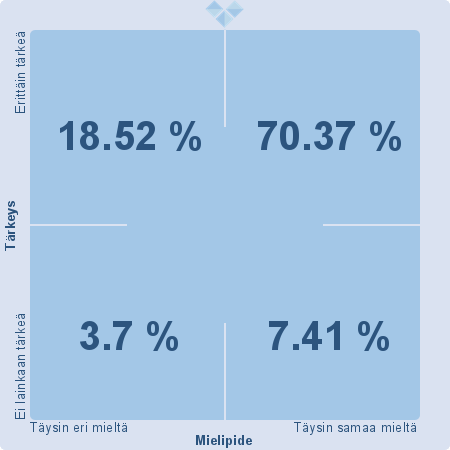 Erittäin tärkeä
18.52 %
70.37 %
Tärkeys
3.7 %
7.41 %
Ei lainkaan tärkeä
Täysin eri mieltä
Täysin samaa mieltä
Mielipide